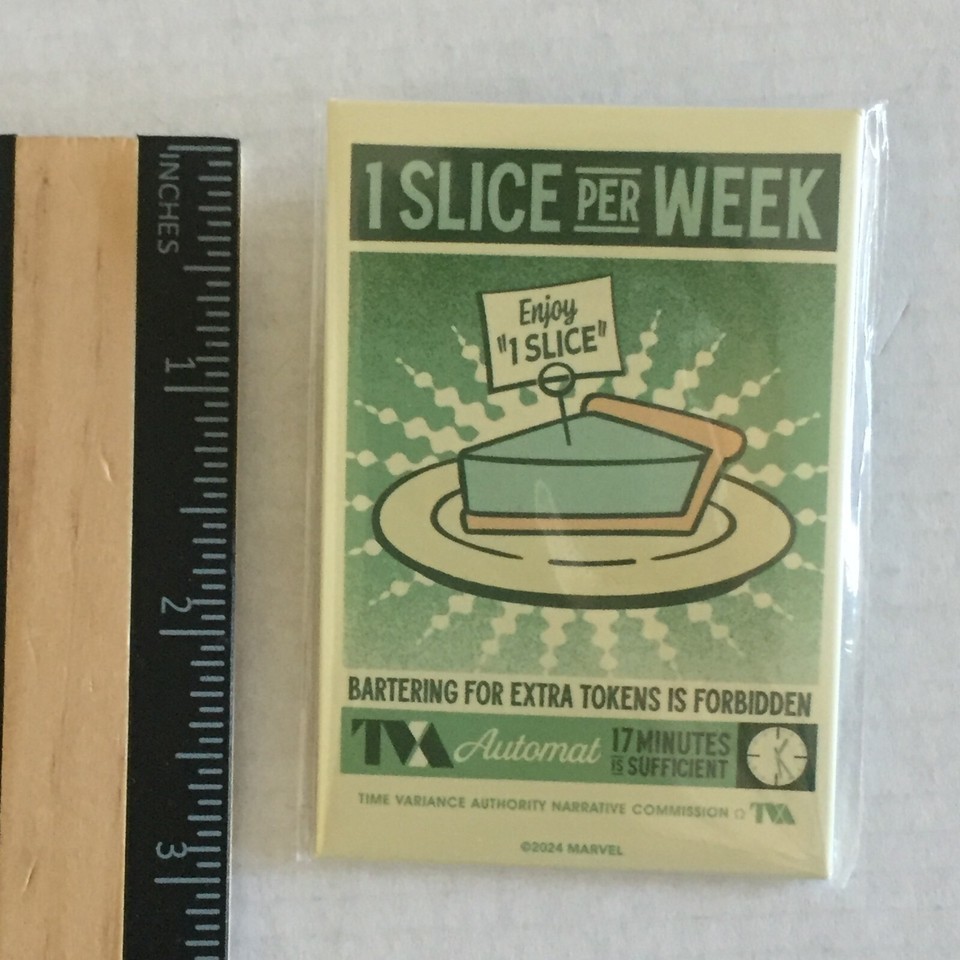 INCHES
1
2
3
1 SLICE PER WEEK
Enjoy
"1 SLICE"
BARTERING FOR EXTRA TOKENS IS FORBIDDEN
TVA Automat 17 MINUTES IS SUFFICIENT
TIME VARIANCE AUTHORITY NARRATIVE COMMISSION Ω TVA
©2024 MARVEL